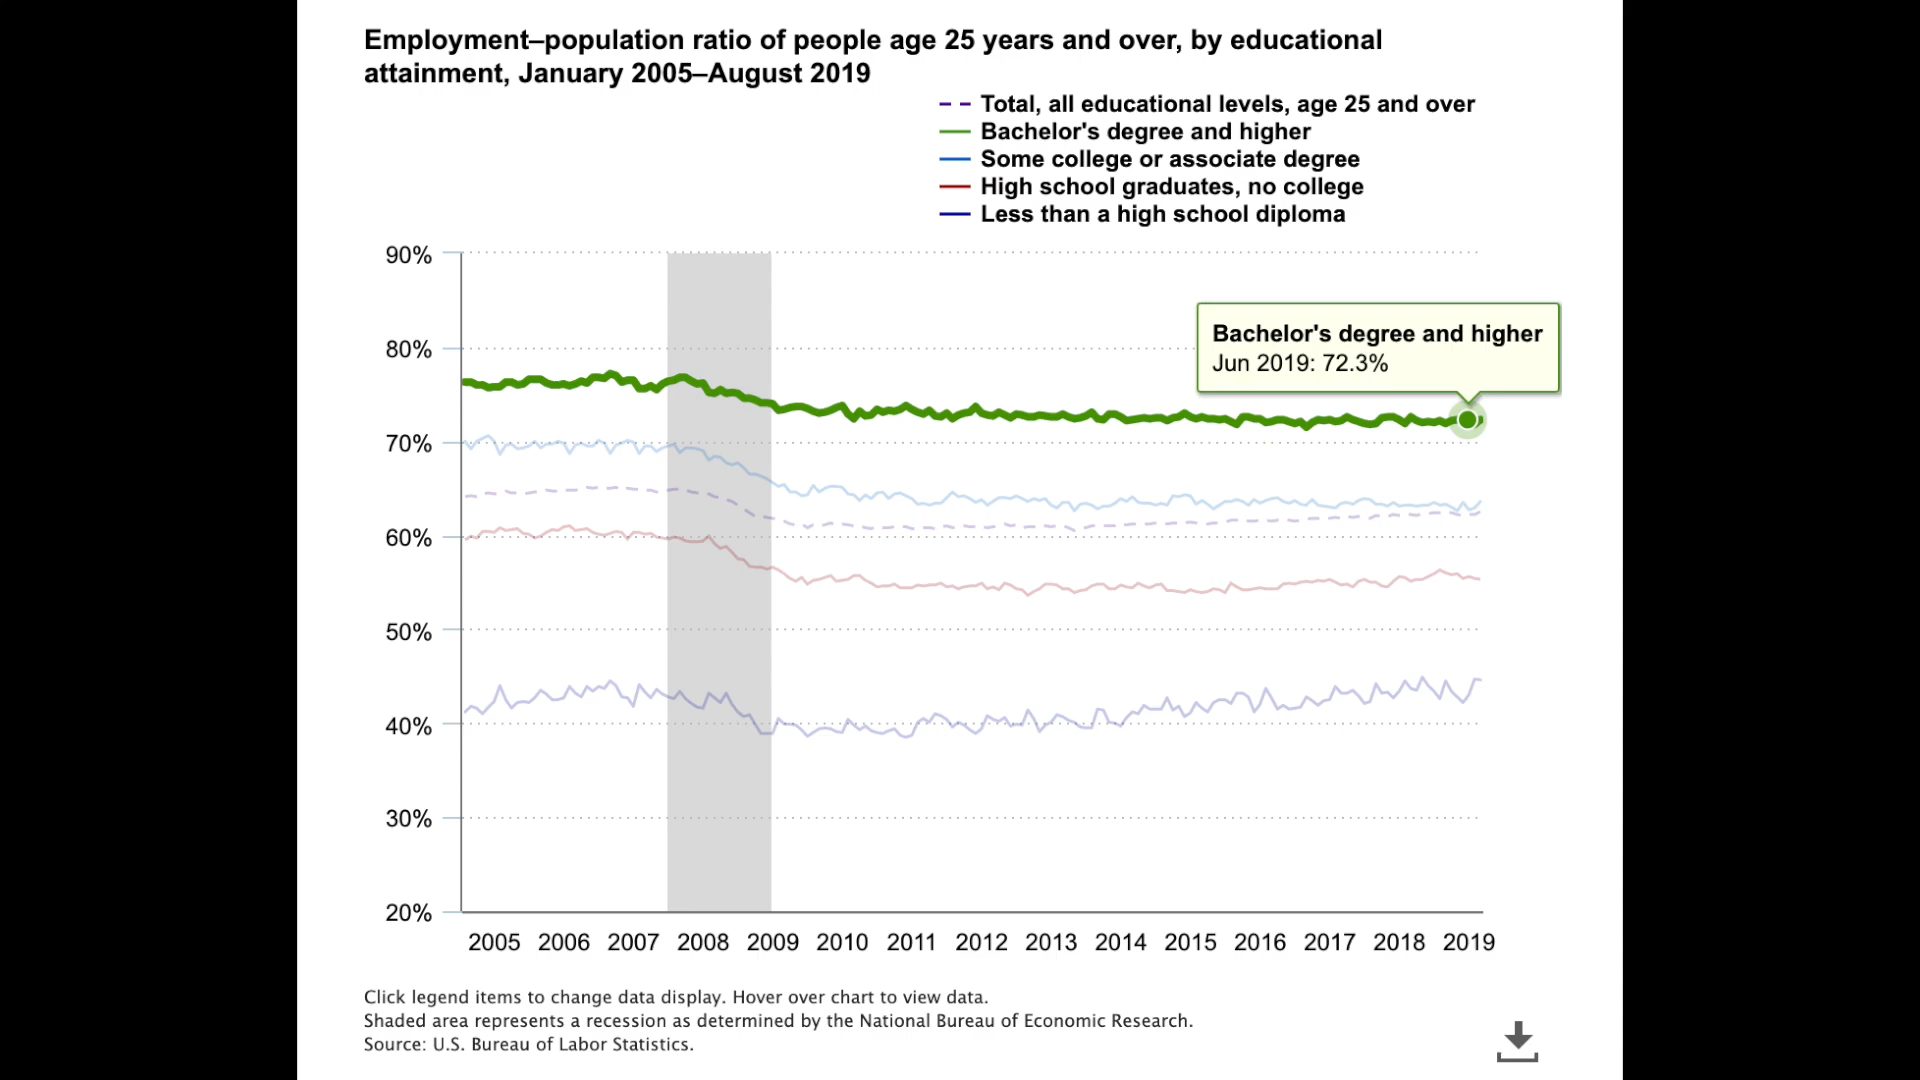 Employment–population ratio of people age 25 years and over, by educational
attainment, January 2005–August 2019
Total, all educational levels, age 25 and over
Bachelor's degree and higher
Some college or associate degree
High school graduates, no college
Less than a high school diploma
90%
80%
70%
60%
50%
40%
30%
20%
Bachelor's degree and higher
Jun 2019: 72.3%
2005 2006 2007 2008 2009 2010 2011 2012 2013 2014 2015 2016 2017 2018 2019
Click legend items to change data display. Hover over chart to view data.
Shaded area represents a recession as determined by the National Bureau of Economic Research.
Source: U.S. Bureau of Labor Statistics.